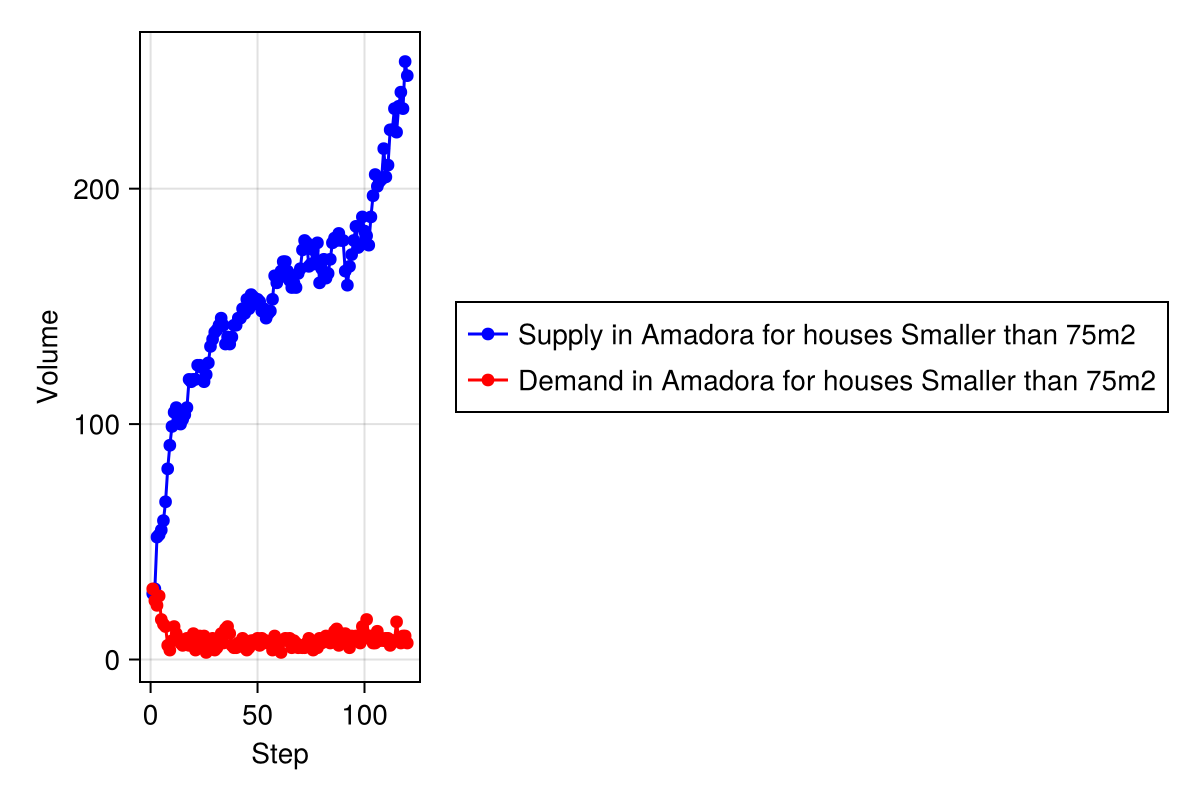 200
100
0
Volume
0 50 100
Step
Supply in Amadora for houses Smaller than 75m2
Demand in Amadora for houses Smaller than 75m2